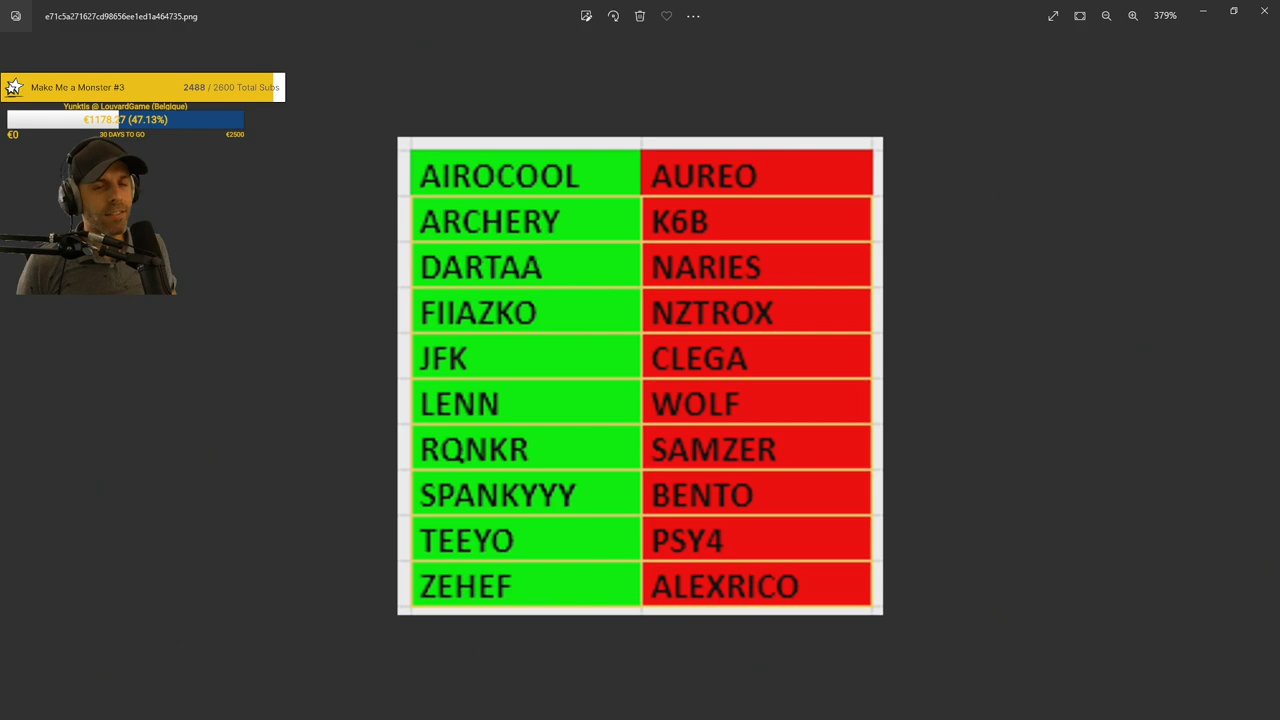 e71c5a271627cd98656ee1ed1a464735.png
379%
Make Me a Monster #3 2488 / 2600 Total Subs
Yunktis @ LouvardGame (Belgique)
€1178.27 (47.13%)
€0 30 DAYS TO GO €2500
AIROCOOL AUREO
ARCHERY K6B
DARTAA NARIES
FIIAZKO NZTROX
JFK CLEGA
LENN WOLF
RQNKR SAMZER
SPANKYYY BENTO
TEEYO PSY4
ZEHEF ALEXRICO